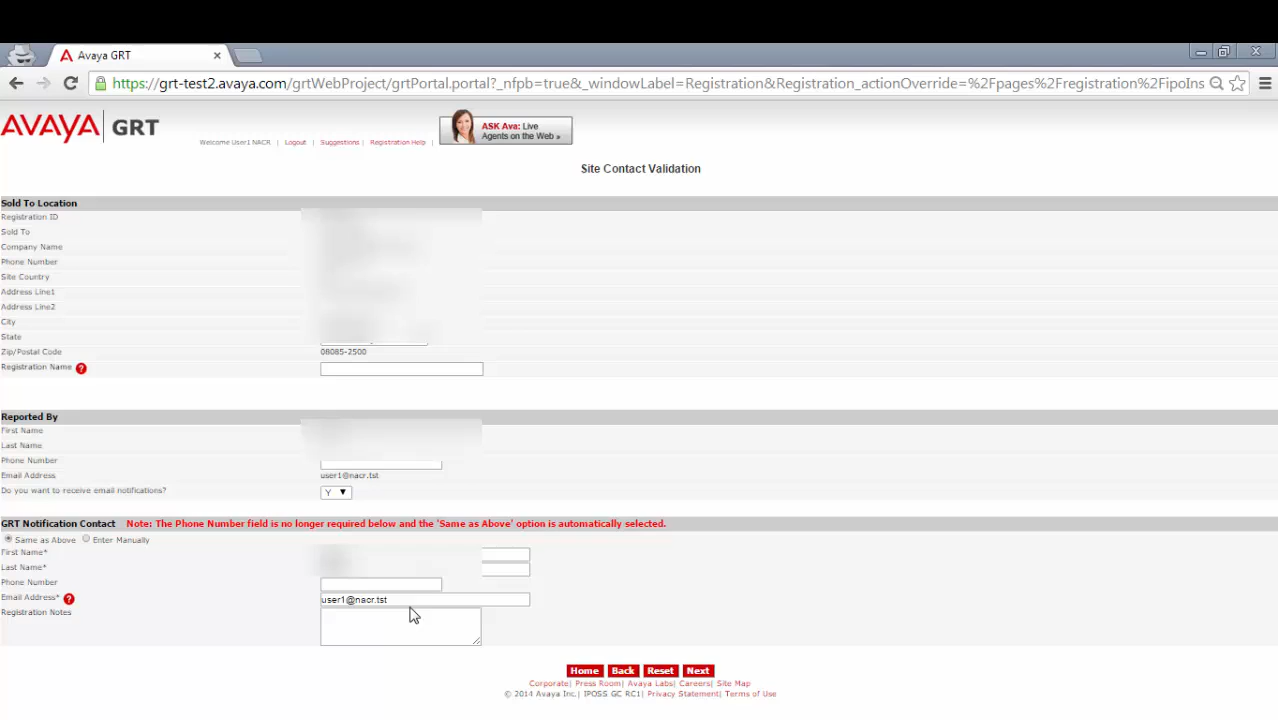 Avaya GRT
https://grt-test2.avaya.com/grtWebProject/grtPortal.portal?_nfpb=true&_windowLabel=Registration&Registration_actionOverride=%2Fpages%2Fregistration%2FipoIns
AVAYA GRT
Welcome User1 NACR | Logout | Suggestions | Registration Help |
ASK Ava: Live
Agents on the Web »
Site Contact Validation
Sold To Location
Registration ID
Sold To
Company Name
Phone Number
Site Country
Address Line1
Address Line2
City
State
Zip/Postal Code 08085-2500
Registration Name ?
Reported By
First Name
Last Name
Phone Number
Email Address user1@nacr.tst
Do you want to receive email notifications? Y
GRT Notification Contact Note: The Phone Number field is no longer required below and the 'Same as Above' option is automatically selected.
Same as Above Enter Manually
First Name*
Last Name*
Phone Number
Email Address* ? user1@nacr.tst
Registration Notes
Home Back Reset Next
Corporate| Press Room| Avaya Labs| Careers| Site Map
© 2014 Avaya Inc.| IPOSS GC RC1| Privacy Statement| Terms of Use